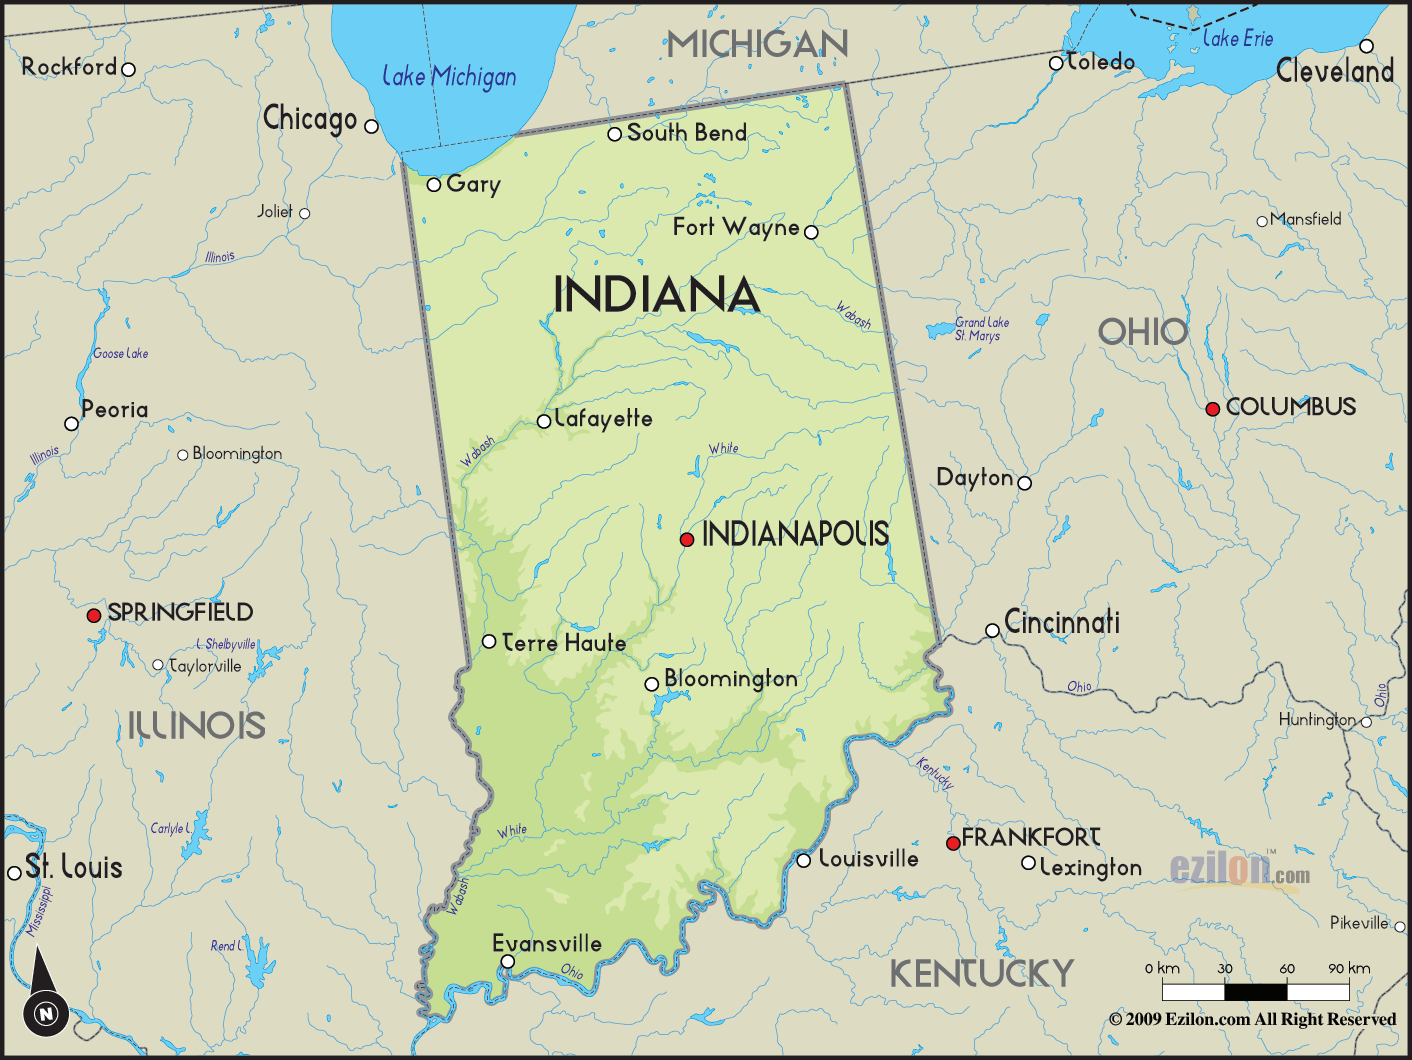 MICHIGAN
Lake Erie
Rockford
Lake Michigan
Toledo
Cleveland
Chicago
South Bend
Gary
Joliet
Mansfield
Fort Wayne
Illinois
INDIANA
Wabash
Grand Lake
St. Marys
OHIO
Goose Lake
Peoria
COLUMBUS
Lafayette
Illinois
Bloomington
Wabash
White
Dayton
INDIANAPOLIS
SPRINGFIELD
Cincinnati
L. Shelbyville
Terre Haute
Taylorville
Bloomington
Ohio
Ohio
ILLINOIS
Huntington
Kentucky
Carlyle L.
White
FRANKFORT
St. Louis
Louisville
Lexington
ezilon.com
TM
Mississippi
Wabash
Pikeville
Rend L.
Evansville
Ohio
KENTUCKY
0 km 30 60 90 km
N
© 2009 Ezilon.com All Right Reserved